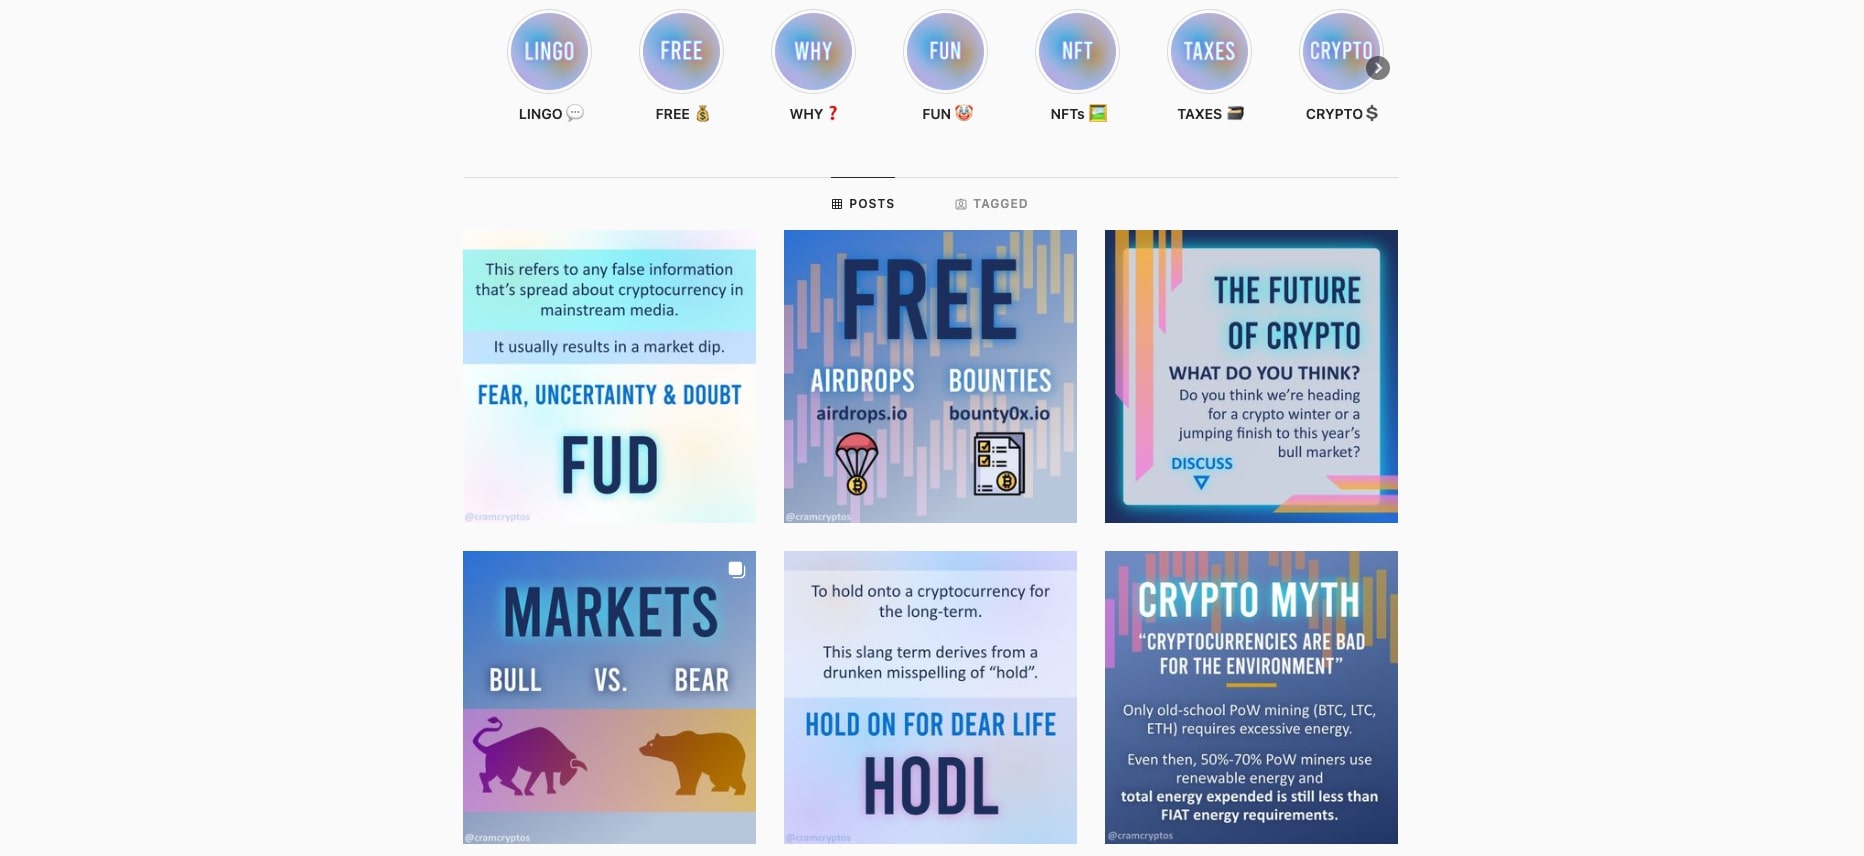 LINGO
FREE
WHY
FUN
NFT
TAXES
CRYPTO
LINGO 💬
FREE 💰
WHY ❓
FUN 🤡
NFTs 🖼️
TAXES 🗃️
CRYPTO 💲
POSTS
TAGGED
This refers to any false information
that’s spread about cryptocurrency in
mainstream media.
It usually results in a market dip.
FEAR, UNCERTAINTY & DOUBT
FUD
@cramcryptos
FREE
AIRDROPS BOUNTIES
airdrops.io bounty0x.io
@cramcryptos
THE FUTURE
OF CRYPTO
WHAT DO YOU THINK?
Do you think we’re heading
for a crypto winter or a
jumping finish to this year’s
bull market?
DISCUSS
MARKETS
BULL VS. BEAR
@cramcryptos
To hold onto a cryptocurrency for
the long-term.
This slang term derives from a
drunken misspelling of “hold”.
HOLD ON FOR DEAR LIFE
HODL
@cramcryptos
CRYPTO MYTH
“CRYPTOCURRENCIES ARE BAD
FOR THE ENVIRONMENT”
Only old-school PoW mining (BTC, LTC,
ETH) requires excessive energy.
Even then, 50%-70% PoW miners use
renewable energy and
total energy expended is still less than
FIAT energy requirements.
@cramcryptos